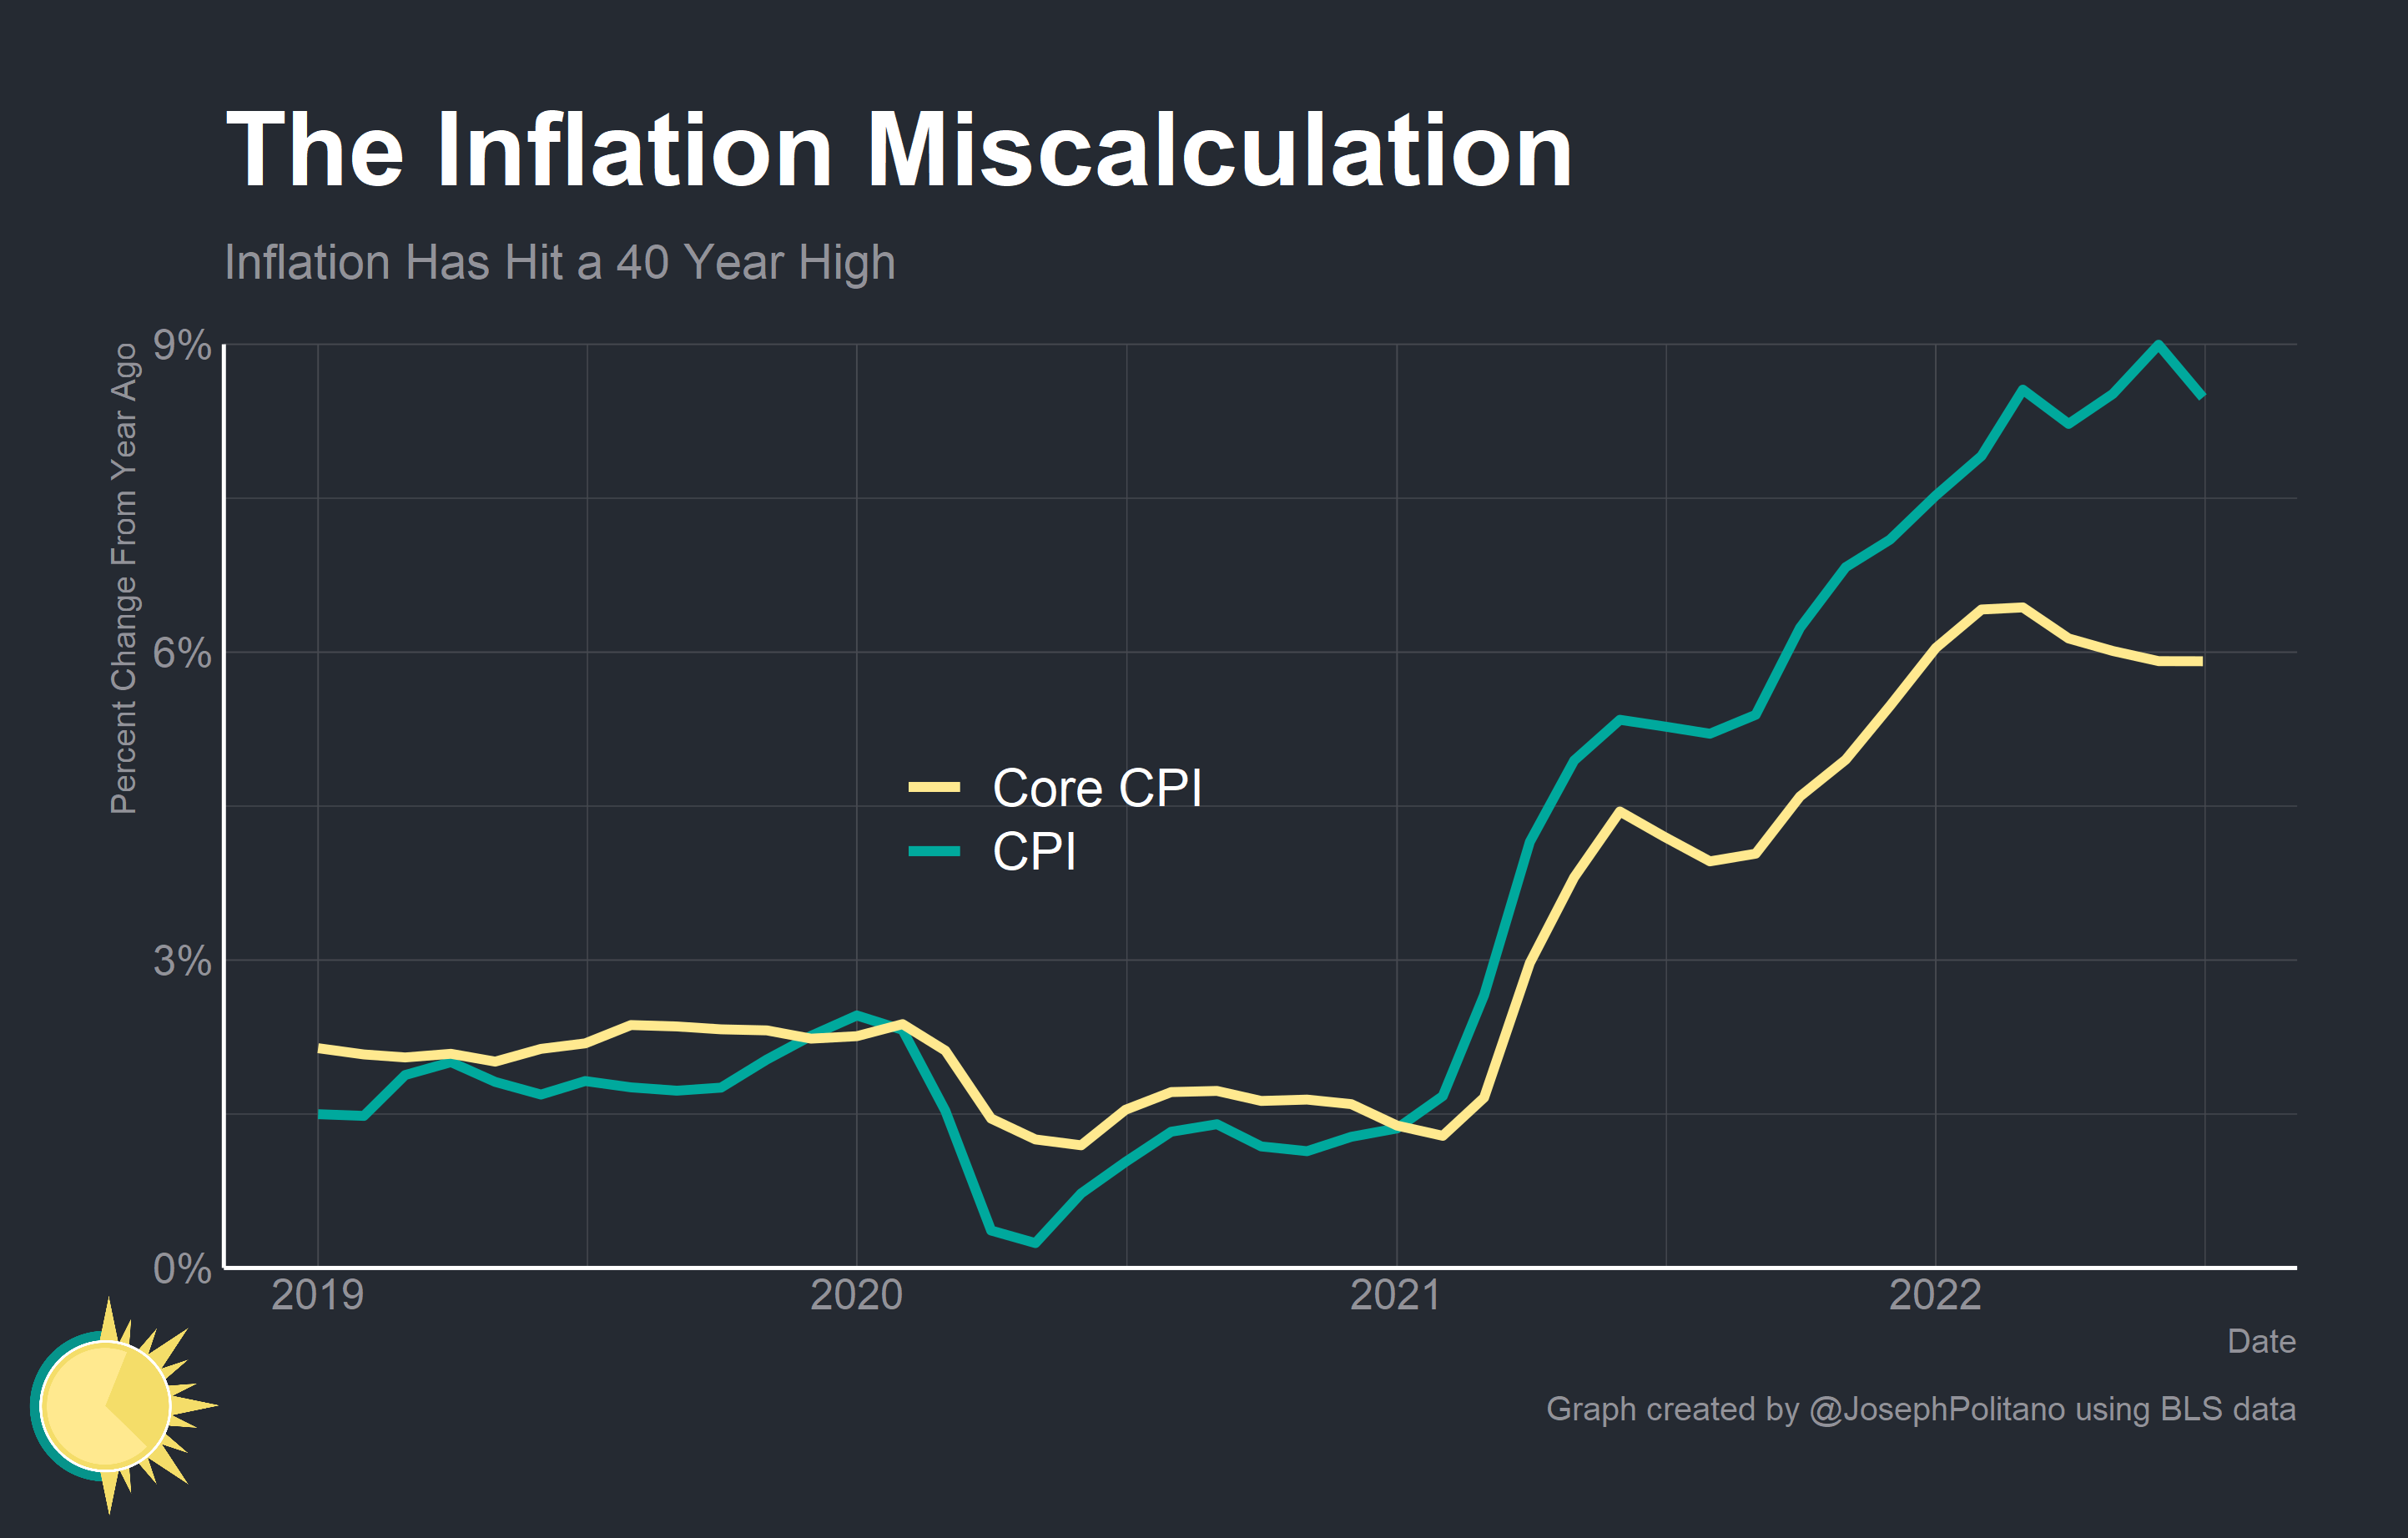 The Inflation Miscalculation
Inflation Has Hit a 40 Year High
Percent Change From Year Ago
9%
6%
3%
0%
Core CPI
CPI
2019
2020
2021
2022
Date
Graph created by @JosephPolitano using BLS data